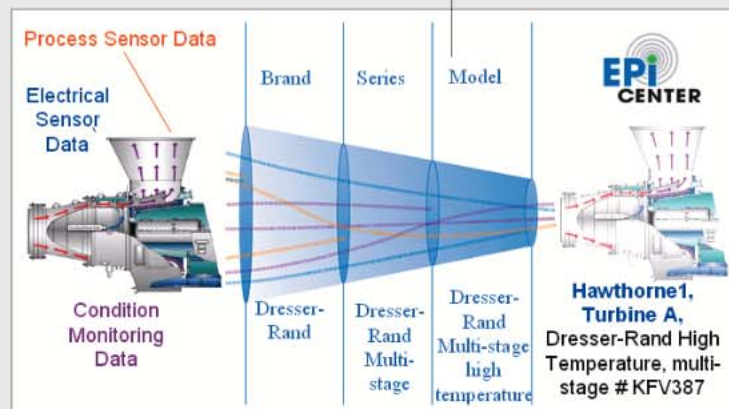 Process Sensor Data
Electrical
Sensor
Data
Condition
Monitoring
Data
Brand
Series
Model
Dresser-
Rand
Dresser-
Rand
Multi-
stage
Dresser-
Rand
Multi-stage
high
temperature
EPi
CENTER
Hawthorne1,
Turbine A,
Dresser-Rand High
Temperature, multi-
stage # KFV387